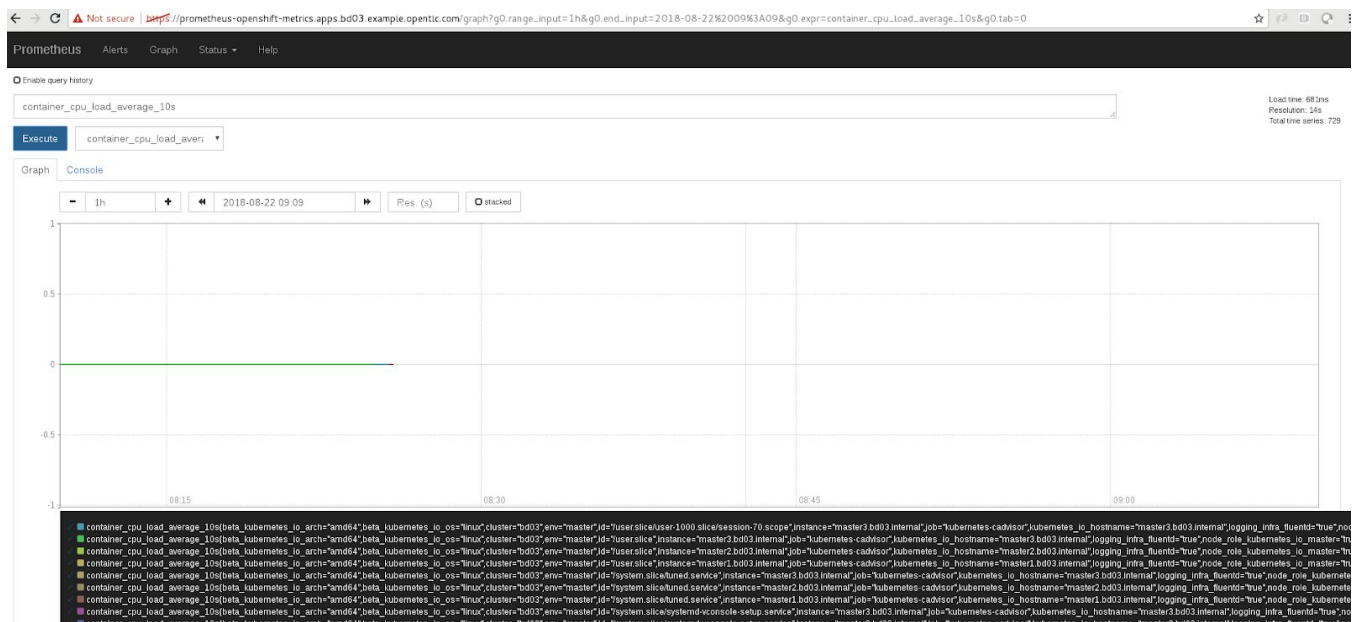 Not secure | https://prometheus-openshift-metrics.apps.bd03.example.opentlc.com/graph?g0.range_input=1h&g0.end_input=2018-08-22%2009%3A09&g0.expr=container_cpu_load_average_10s&g0.tab=0
Prometheus Alerts Graph Status Help
Enable query history
container_cpu_load_average_10s
Load time: 681ms
Resolution: 14s
Total time series: 729
Execute container_cpu_load_avera
Graph Console
- 1h + 2018-08-22 09:09 Res. (s) stacked
1
0.5
0
-0.5
-1
08:15 08:30 08:45 09:00
container_cpu_load_average_10s{beta_kubernetes_io_arch="amd64",beta_kubernetes_io_os="linux",cluster="bd03",env="master",id="/user.slice/user-1000.slice/session-70.scope",instance="master3.bd03.internal",job="kubernetes-cadvisor",kubernetes_io_hostname="master3.bd03.internal",logging_infra_fluentd="true",
container_cpu_load_average_10s{beta_kubernetes_io_arch="amd64",beta_kubernetes_io_os="linux",cluster="bd03",env="master",id="/user.slice",instance="master3.bd03.internal",job="kubernetes-cadvisor",kubernetes_io_hostname="master3.bd03.internal",logging_infra_fluentd="true",node_role_kubernetes_io_master="tru
container_cpu_load_average_10s{beta_kubernetes_io_arch="amd64",beta_kubernetes_io_os="linux",cluster="bd03",env="master",id="/user.slice",instance="master2.bd03.internal",job="kubernetes-cadvisor",kubernetes_io_hostname="master2.bd03.internal",logging_infra_fluentd="true",node_role_kubernetes_io_master="tru
container_cpu_load_average_10s{beta_kubernetes_io_arch="amd64",beta_kubernetes_io_os="linux",cluster="bd03",env="master",id="/user.slice",instance="master1.bd03.internal",job="kubernetes-cadvisor",kubernetes_io_hostname="master1.bd03.internal",logging_infra_fluentd="true",node_role_kubernetes_io_master="tru
container_cpu_load_average_10s{beta_kubernetes_io_arch="amd64",beta_kubernetes_io_os="linux",cluster="bd03",env="master",id="/system.slice/tuned.service",instance="master3.bd03.internal",job="kubernetes-cadvisor",kubernetes_io_hostname="master3.bd03.internal",logging_infra_fluentd="true",node_role_kubernete
container_cpu_load_average_10s{beta_kubernetes_io_arch="amd64",beta_kubernetes_io_os="linux",cluster="bd03",env="master",id="/system.slice/tuned.service",instance="master2.bd03.internal",job="kubernetes-cadvisor",kubernetes_io_hostname="master2.bd03.internal",logging_infra_fluentd="true",node_role_kubernete
container_cpu_load_average_10s{beta_kubernetes_io_arch="amd64",beta_kubernetes_io_os="linux",cluster="bd03",env="master",id="/system.slice/tuned.service",instance="master1.bd03.internal",job="kubernetes-cadvisor",kubernetes_io_hostname="master1.bd03.internal",logging_infra_fluentd="true",node_role_kubernete
container_cpu_load_average_10s{beta_kubernetes_io_arch="amd64",beta_kubernetes_io_os="linux",cluster="bd03",env="master",id="/system.slice/systemd-vconsole-setup.service",instance="master3.bd03.internal",job="kubernetes-cadvisor",kubernetes_io_hostname="master3.bd03.internal",logging_infra_fluentd="true",